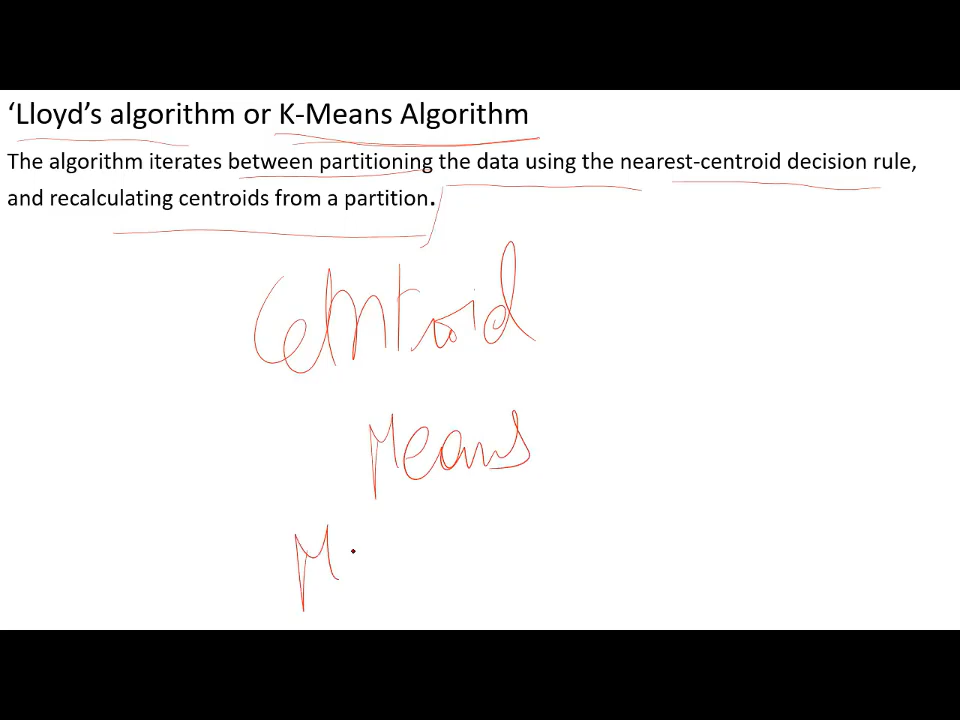 ‘Lloyd’s algorithm or K-Means Algorithm
The algorithm iterates between partitioning the data using the nearest-centroid decision rule,
and recalculating centroids from a partition.
Centroid
Means
M